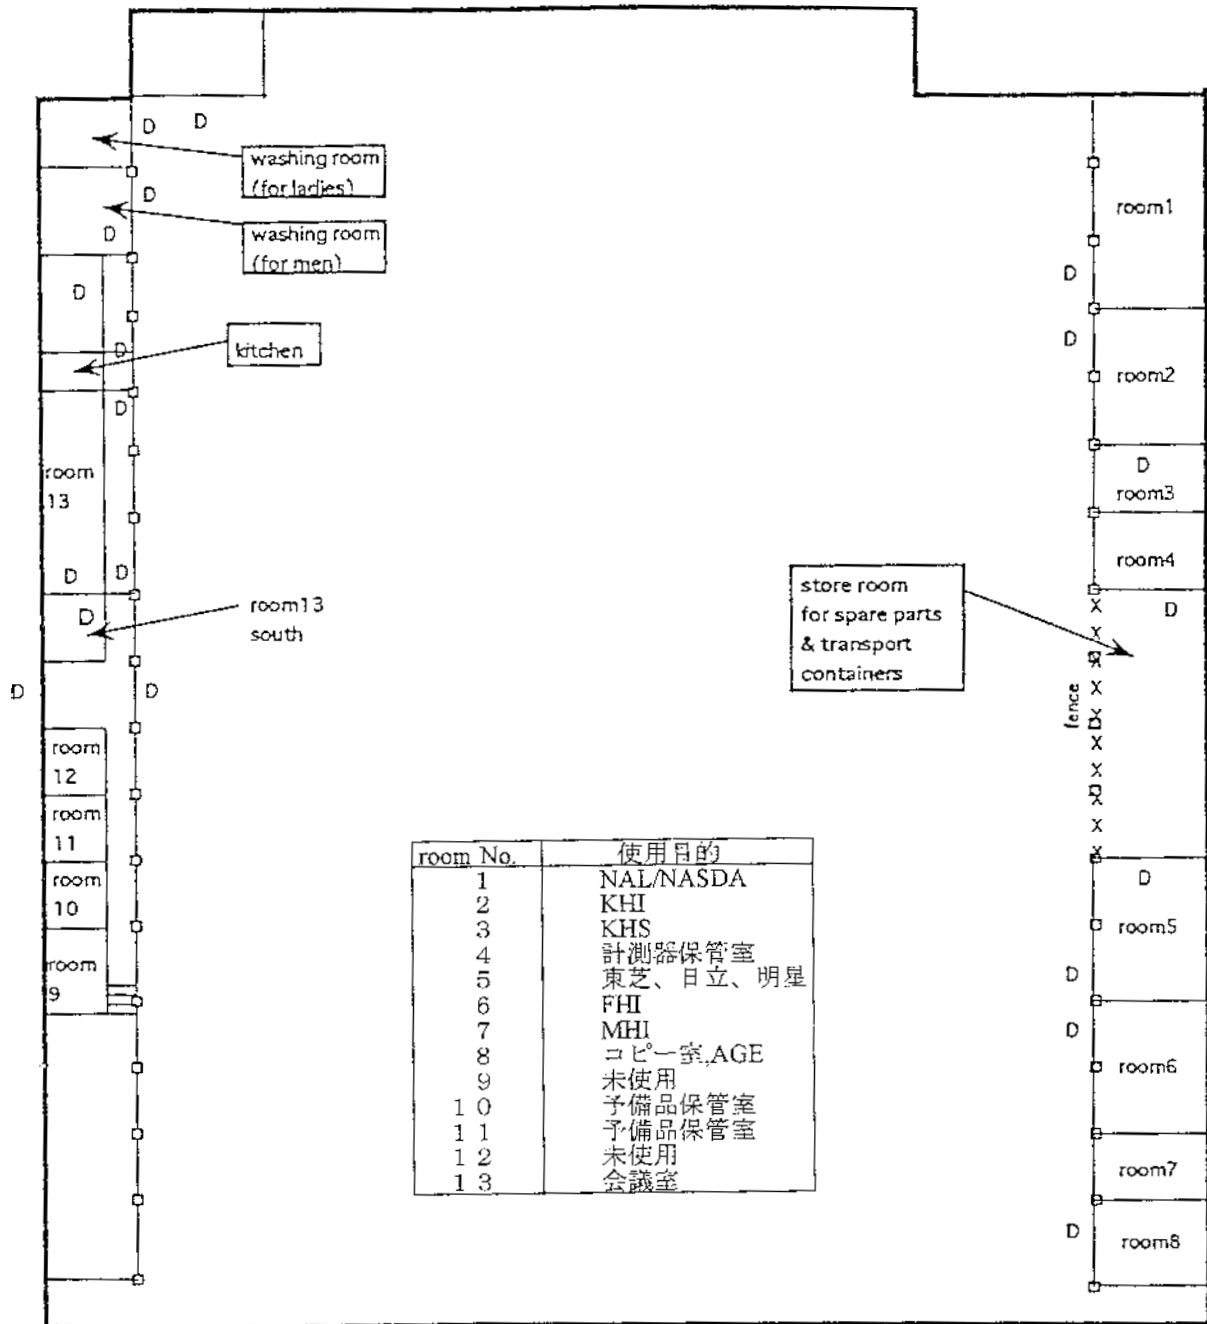 D
D
washing room
(for ladies)
D
D
washing room
(for men)
D
D
kitchen
D
room
13
D
D
D
room13
south
D
D
room
12
room
11
room
10
room
9
room1
D
D
room2
D
room3
room4
store room
for spare parts
& transport
containers
D
X
X
X
X
X
X
X
X
X
X
fence
D
room5
D
D
room6
room7
D
room8
room No. 使用目的
1 NAL/NASDA
2 KHI
3 KHS
4 計測器保管室
5 東芝、日立、明星
6 FHI
7 MHI
8 コピー室,AGE
9 未使用
10 予備品保管室
11 予備品保管室
12 未使用
13 会議室